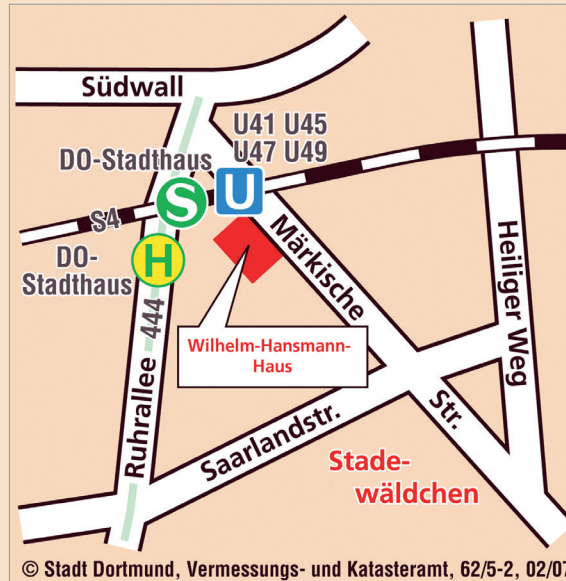 Südwall
U41 U45
U47 U49
DO-Stadthaus
S
U
S4
DO-
Stadthaus
H
Märkische
Str.
Heiliger Weg
444
Ruhrallee
Wilhelm-Hansmann-
Haus
Saarlandstr.
Stade-
wäldchen
© Stadt Dortmund, Vermessungs- und Katasteramt, 62/5-2, 02/07